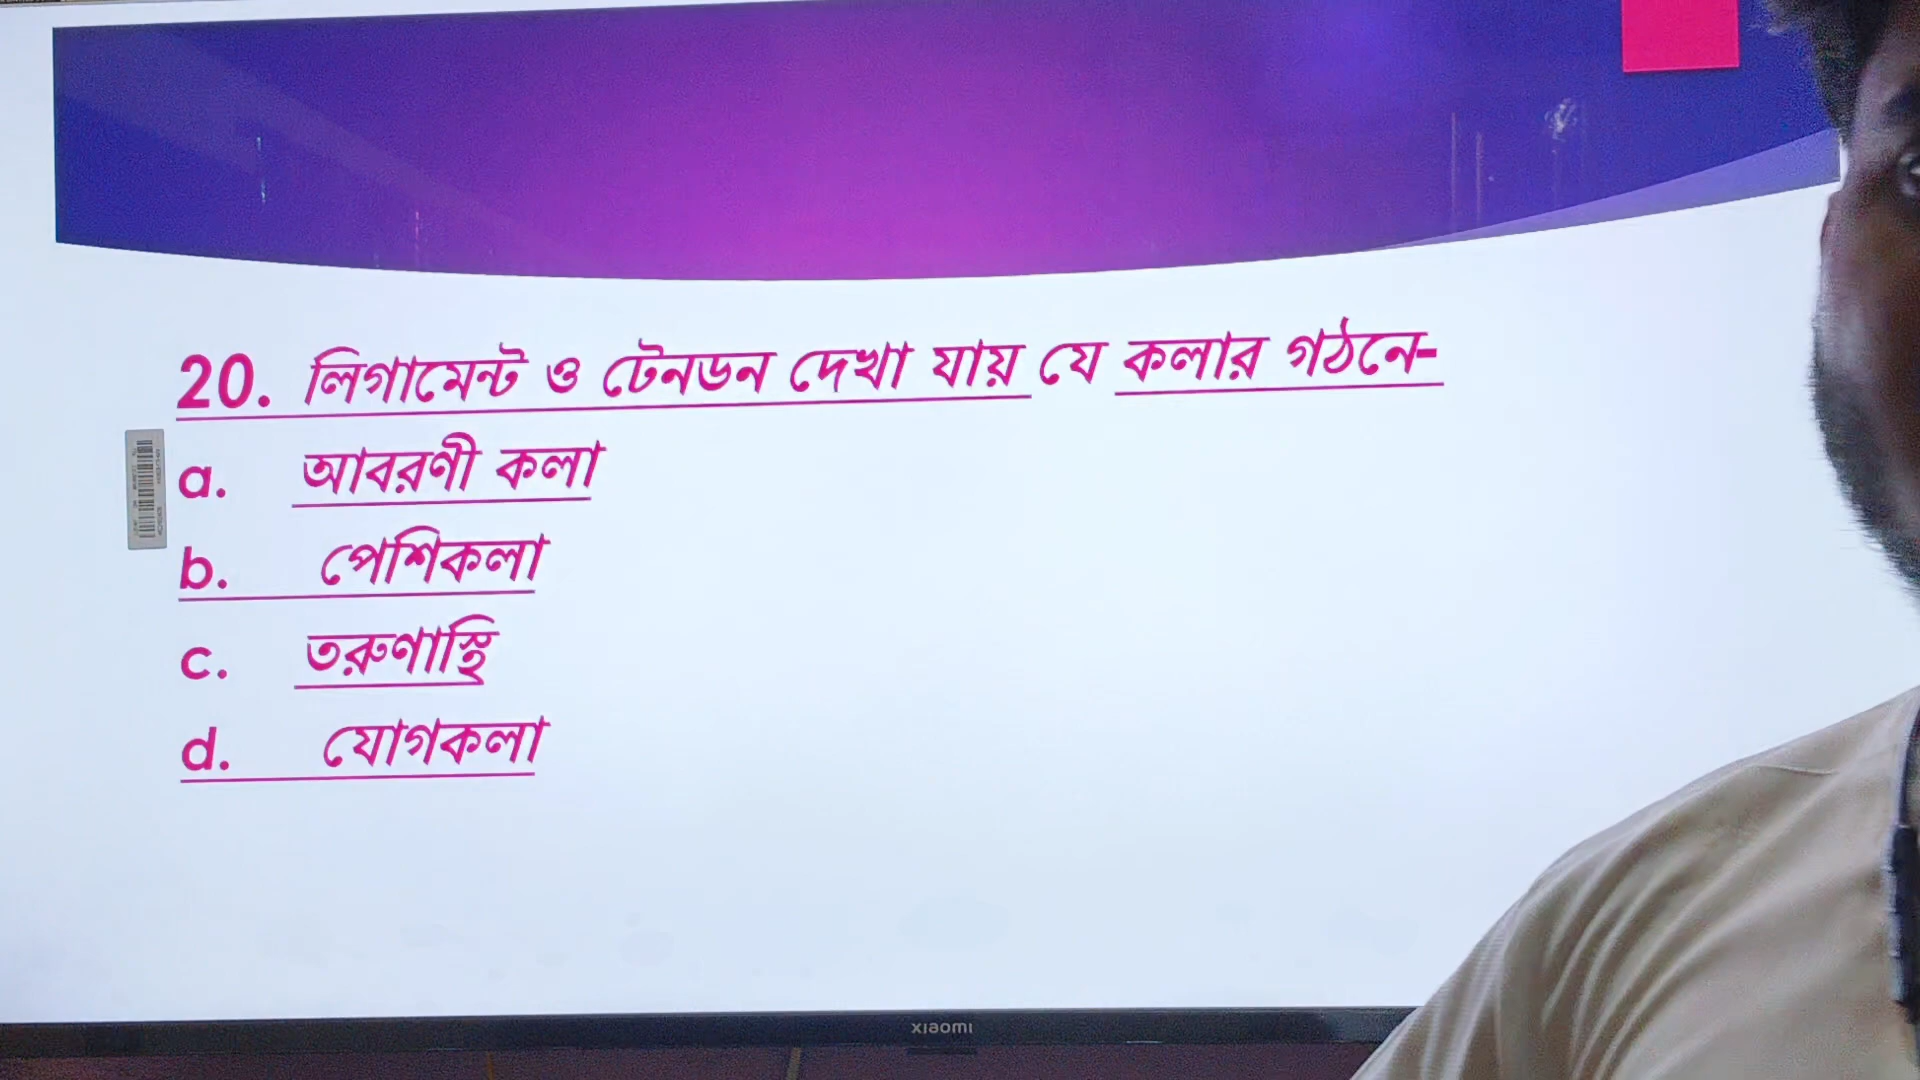 20. লিগামেন্ট ও টেনডন দেখা যায় যে কলার গঠনে-
a. আবরণী কলা
b. পেশিকলা
c. তরুণাস্থি
d. যোগকলা
xiaomi